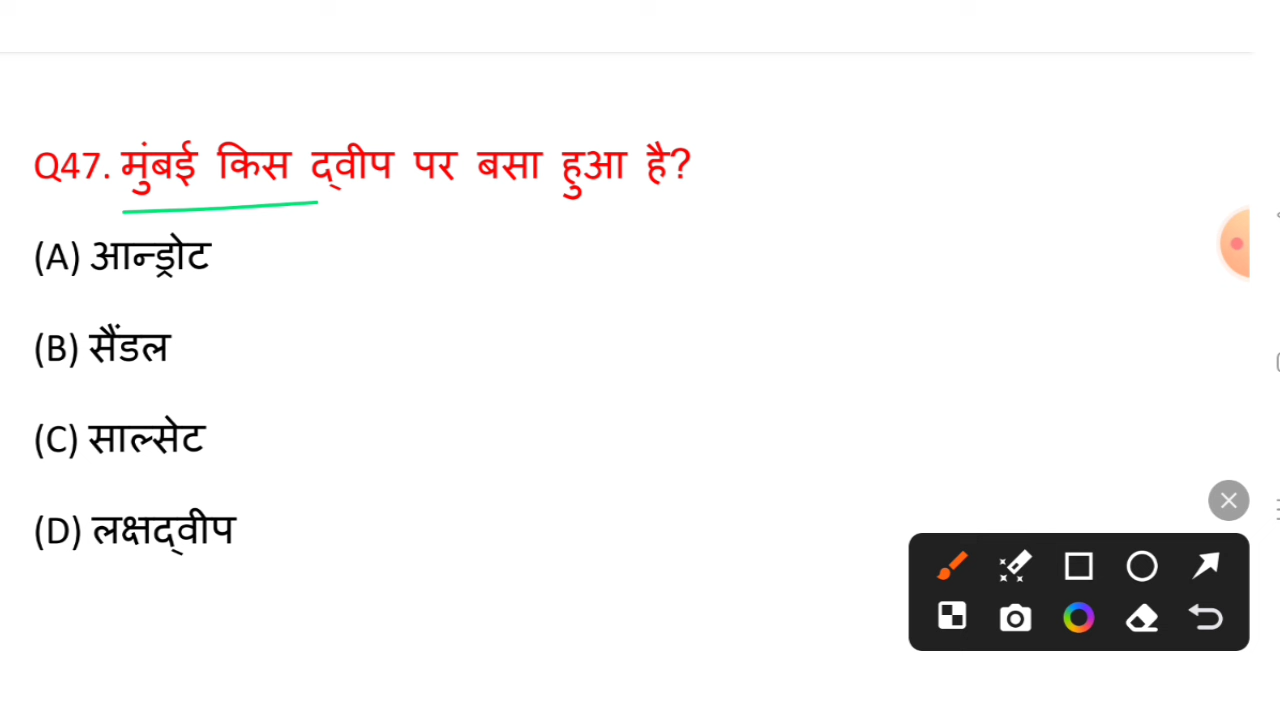 Q47. मुंबई किस द्वीप पर बसा हुआ है?
(A) आन्ड्रोट
(B) सैंडल
(C) साल्सेट
(D) लक्षद्वीप